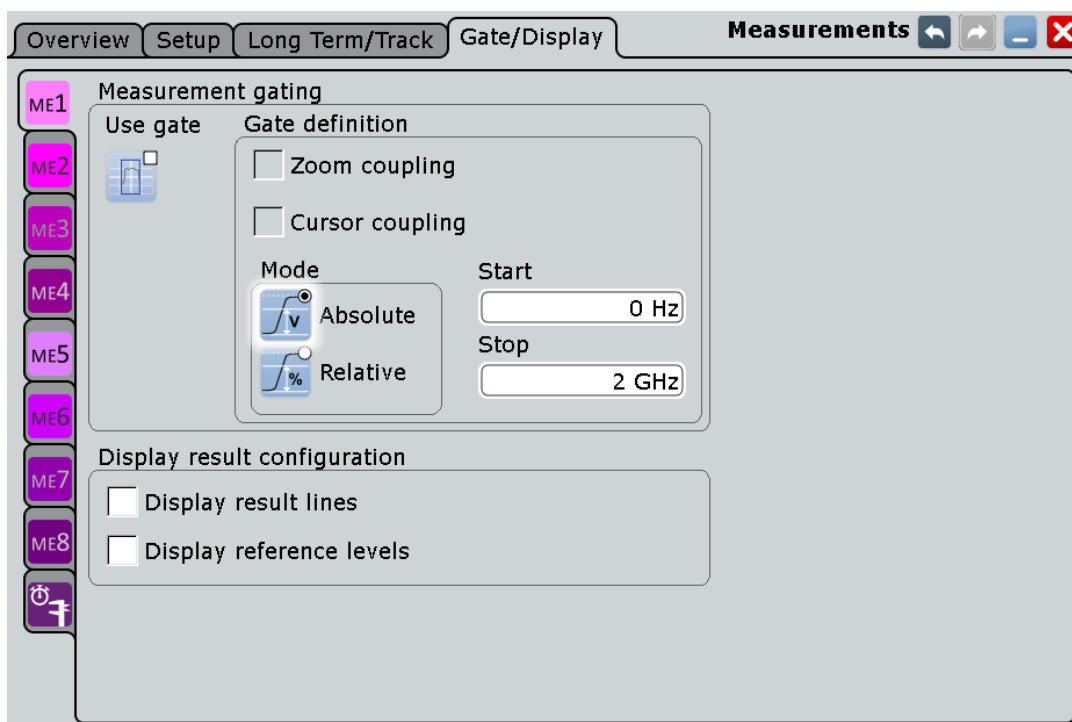 Overview Setup Long Term/Track Gate/Display Measurements
ME1
Measurement gating
Use gate Gate definition
ME2
Zoom coupling
ME3
Cursor coupling
ME4
Mode Start
V Absolute 0 Hz
Stop
ME5
% Relative 2 GHz
ME6
Display result configuration
ME7
Display result lines
ME8
Display reference levels